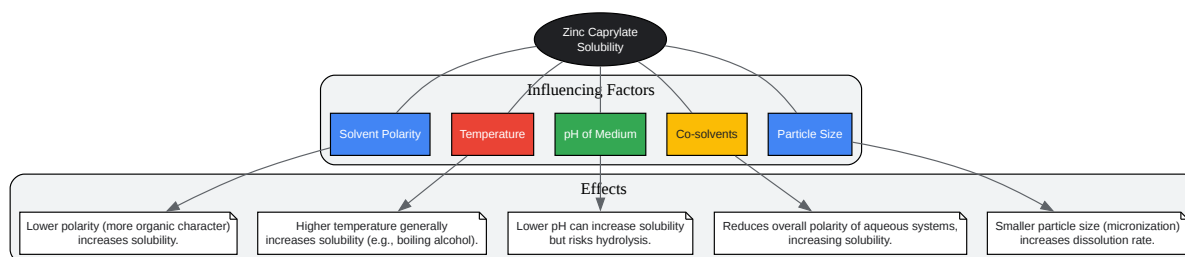 Zinc Caprylate
Solubility
Influencing Factors
Solvent Polarity
Temperature
pH of Medium
Co-solvents
Particle Size
Effects
Lower polarity (more organic character)
increases solubility.
Higher temperature generally
increases solubility (e.g., boiling alcohol).
Lower pH can increase solubility
but risks hydrolysis.
Reduces overall polarity of aqueous systems,
increasing solubility.
Smaller particle size (micronization)
increases dissolution rate.